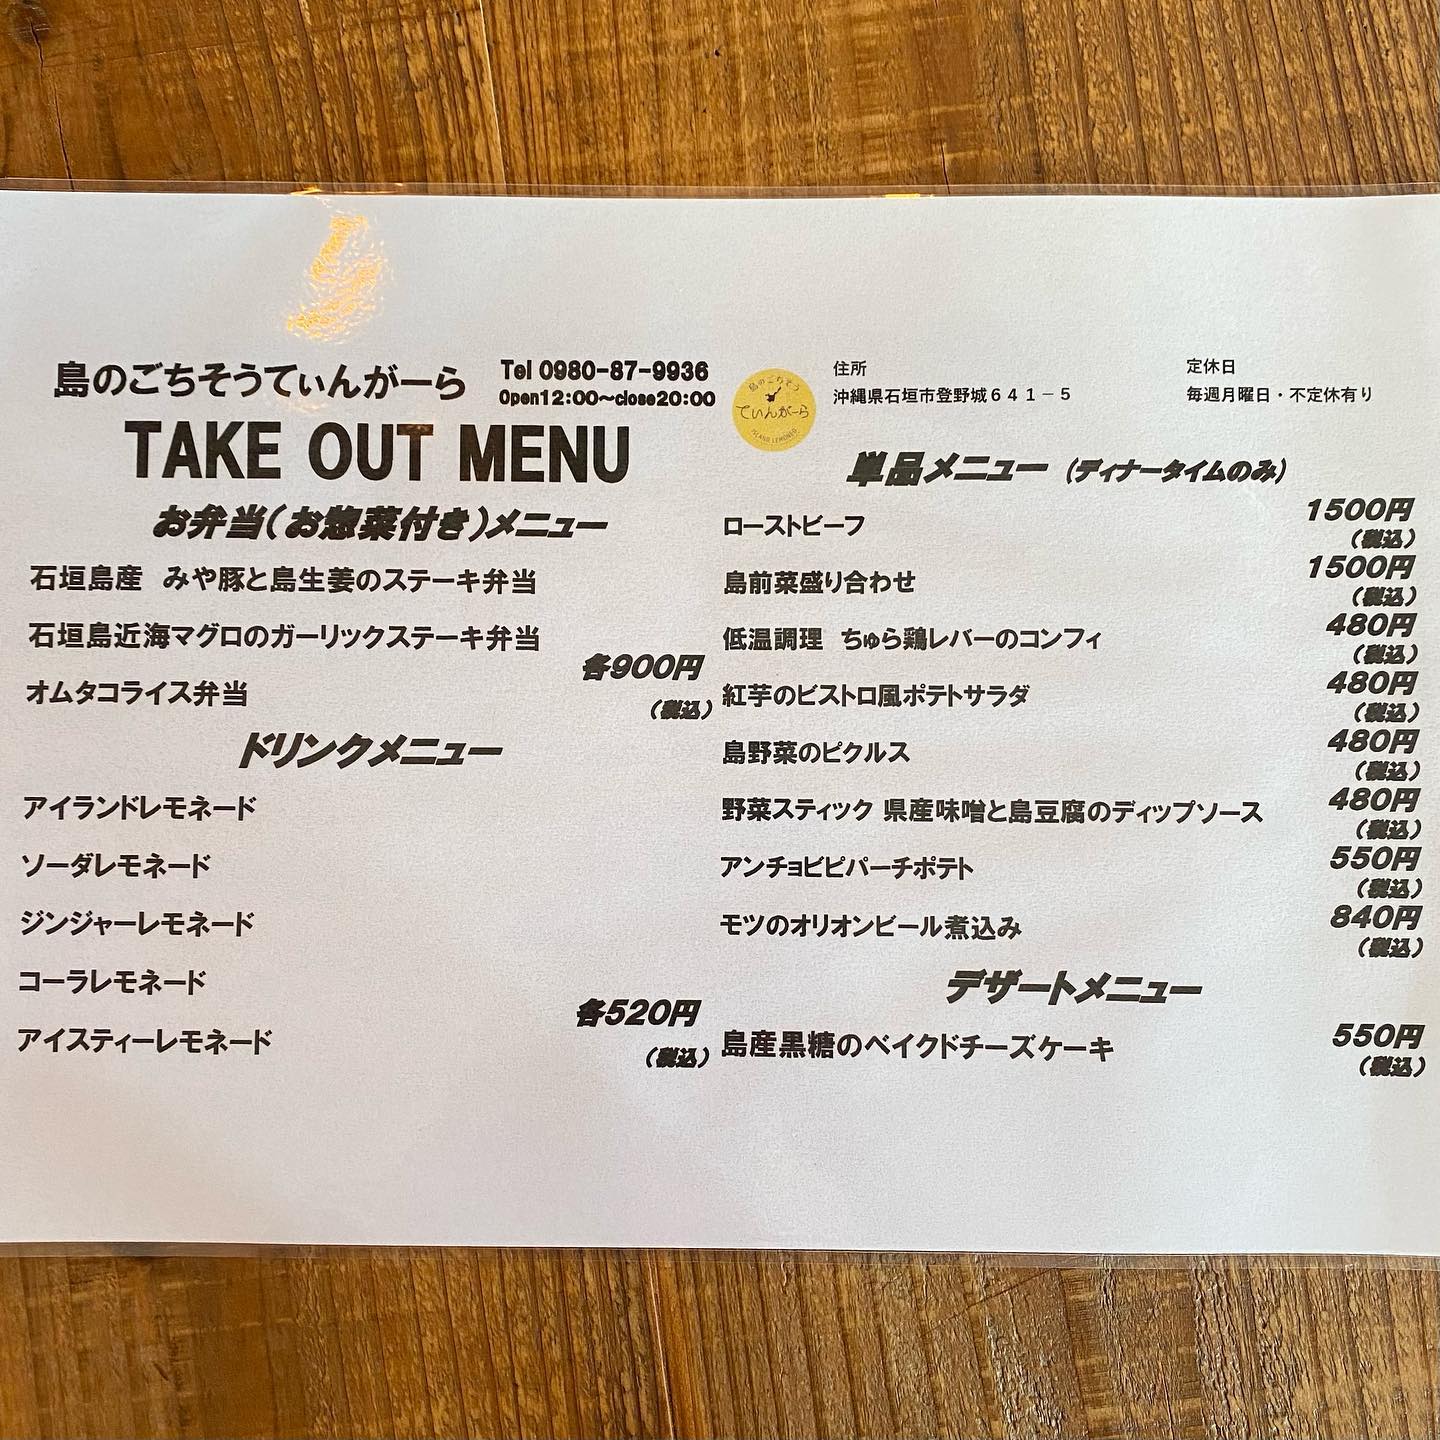 島のごちそうてぃんがーら
Tel 0980-87-9936
Open12:00～close20:00
TAKE OUT MENU
お弁当(お惣菜付き)メニュー
石垣島産 みや豚と島生姜のステーキ弁当
石垣島近海マグロのガーリックステーキ弁当
オムタコライス弁当
各900円
(税込)
ドリンクメニュー
アイランドレモネード
ソーダレモネード
ジンジャーレモネード
コーラレモネード
アイスティーレモネード
各520円
(税込)
島のごちそう
てぃんがーら
ISLAND LEMONEO
住所
沖縄県石垣市登野城６４１－５
定休日
毎週月曜日・不定休有り
単品メニュー (ディナータイムのみ)
ローストビーフ 1500円
(税込)
島前菜盛り合わせ 1500円
(税込)
低温調理 ちゅら鶏レバーのコンフィ 480円
(税込)
紅芋のビストロ風ポテトサラダ 480円
(税込)
島野菜のピクルス 480円
(税込)
野菜スティック 県産味噌と島豆腐のディップソース 480円
(税込)
アンチョビピパーチポテト 550円
(税込)
モツのオリオンビール煮込み 840円
(税込)
デザートメニュー
島産黒糖のベイクドチーズケーキ 550円
(税込)